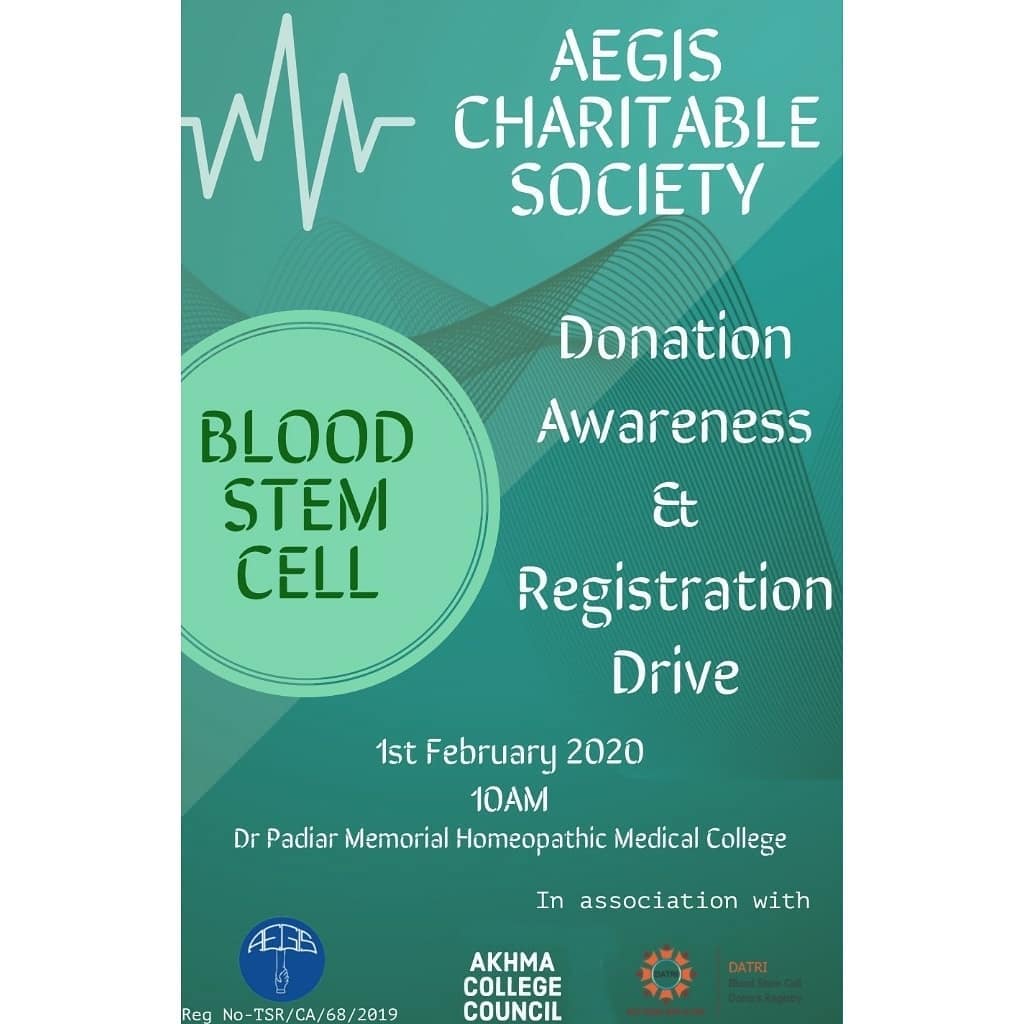 AEGIS
CHARITABLE
SOCIETY
BLOOD
STEM
CELL
Donation
Awareness
&
Registration
Drive
1st February 2020
10AM
Dr Padiar Memorial Homeopathic Medical College
In association with
AEGIS
Reg No-TSR/CA/68/2019
AKHMA
COLLEGE
COUNCIL
DATRI
DATRI
Blood Stem Cell
Donors Registry